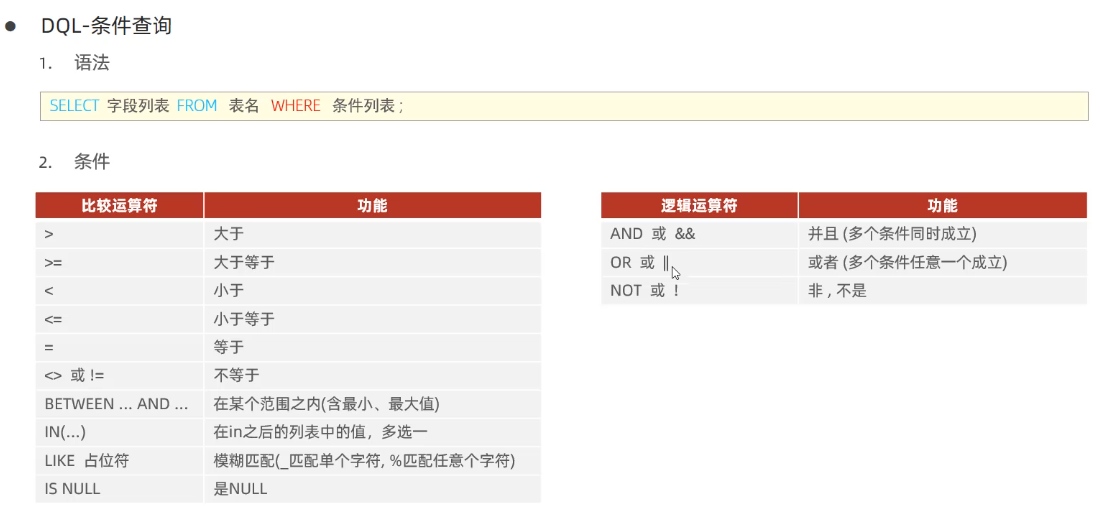 DQL-条件查询
1. 语法
SELECT 字段列表 FROM 表名 WHERE 条件列表 ;
2. 条件
比较运算符 功能
> 大于
>= 大于等于
< 小于
<= 小于等于
= 等于
<> 或 != 不等于
BETWEEN ... AND ... 在某个范围之内(含最小、最大值)
IN(...) 在in之后的列表中的值，多选一
LIKE 占位符 模糊匹配(_匹配单个字符, %匹配任意个字符)
IS NULL 是NULL
逻辑运算符 功能
AND 或 && 并且 (多个条件同时成立)
OR 或 || 或者 (多个条件任意一个成立)
NOT 或 ! 非 , 不是